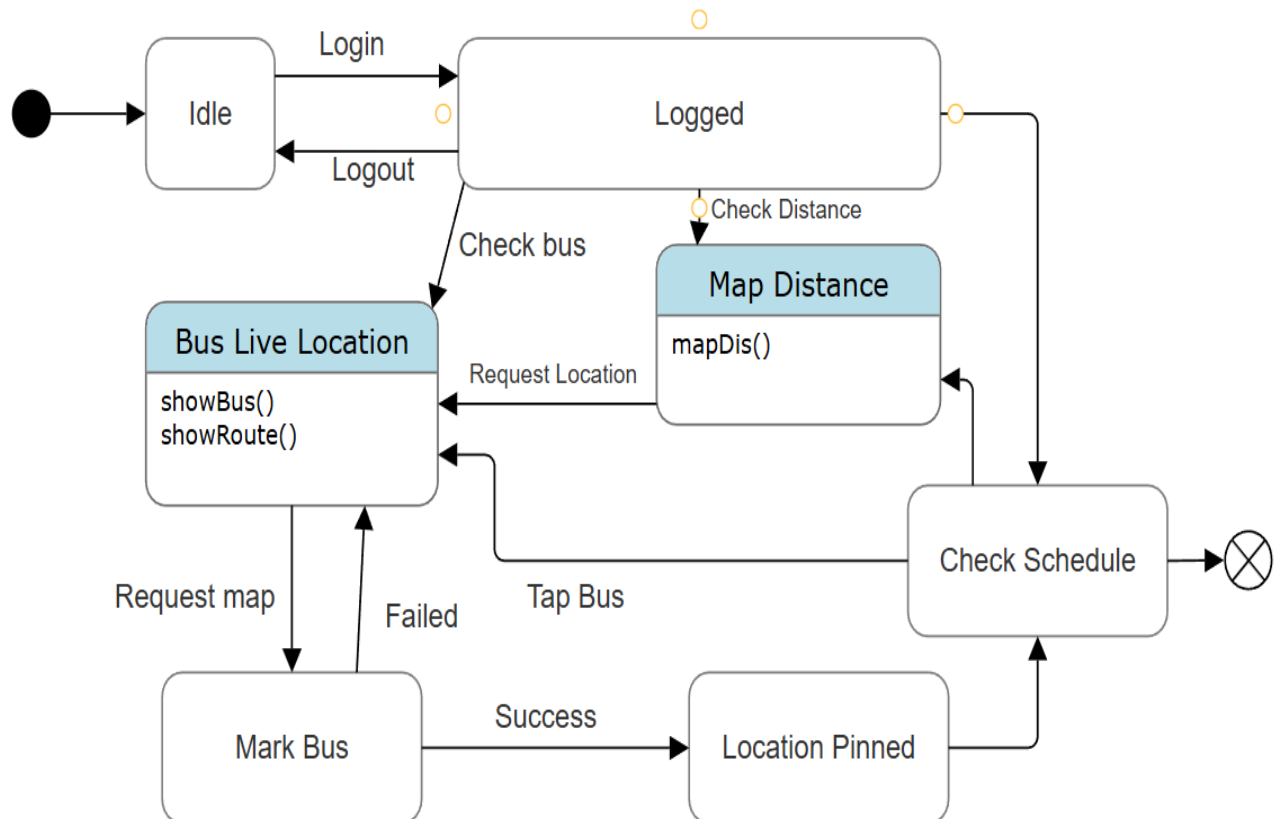 Login
Idle
Logged
Logout
Check Distance
Check bus
Map Distance
mapDis()
Bus Live Location
showBus()
showRoute()
Request Location
Check Schedule
Request map
Failed
Tap Bus
Success
Mark Bus
Location Pinned